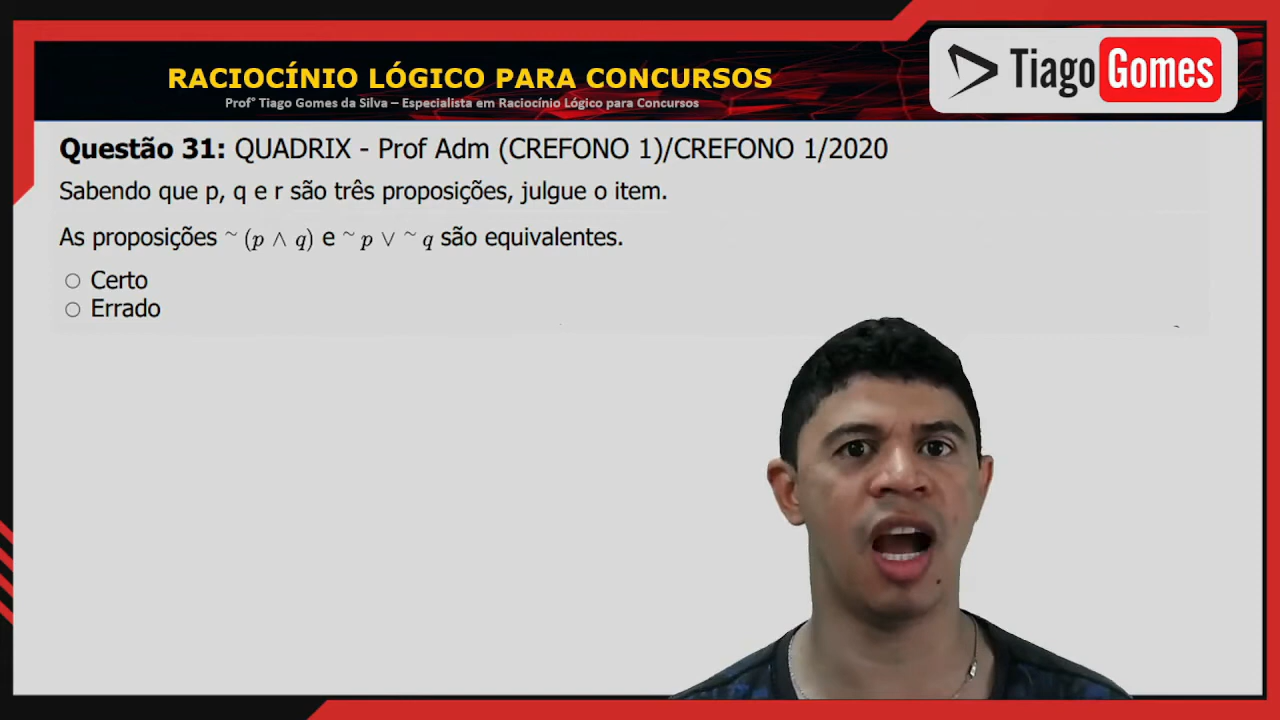 RACIOCÍNIO LÓGICO PARA CONCURSOS
Prof° Tiago Gomes da Silva – Especialista em Raciocínio Lógico para Concursos
Tiago Gomes
Questão 31: QUADRIX - Prof Adm (CREFONO 1)/CREFONO 1/2020
Sabendo que p, q e r são três proposições, julgue o item.
As proposições ~ (p ∧ q) e ~ p ∨ ~ q são equivalentes.
Certo
Errado